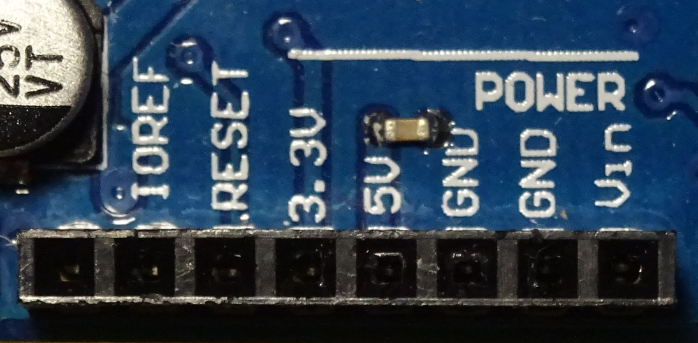 25V
VT
IOREF
RESET
3.3V
5V
GND
GND
Vin
POWER